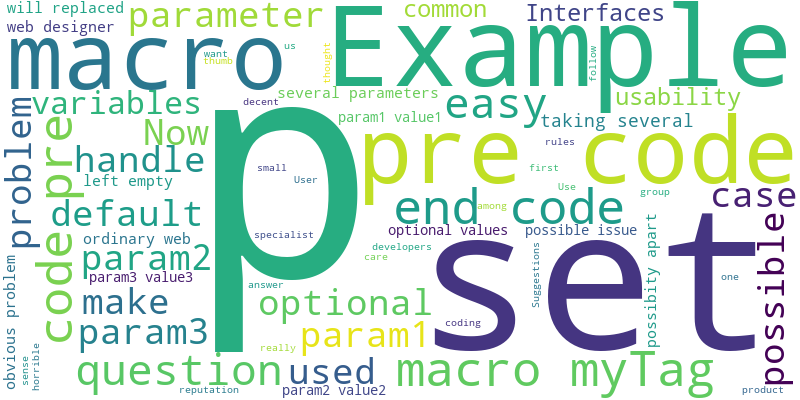 will replaced
parameter
common
Interfaces
web designer
macro
Example
us
want
thumb
thought
follow
several parameters
usability
variables
easy
param1 value1
taking several
decent
Now
p
pre code
rules
problem
code pre
handle
small
first
left empty
User
Use
group
case
default
end code
among
optional values
possible issue
ordinary web
specialist
set
developers
param2
care
possible
possibity apart
Suggestions
param3 value3
answer
one
obvious problem
make
optional
param3
param1
coding
really
sense
horrible
question
used
macro myTag
reputation
param2 value2
product